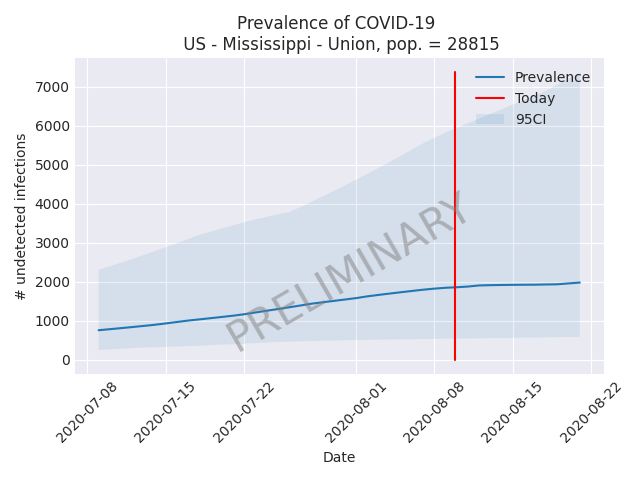 Prevalence of COVID-19
US - Mississippi - Union, pop. = 28815
# undetected infections
7000
6000
5000
4000
3000
2000
1000
0
Prevalence
Today
95CI
PRELIMINARY
2020-07-08
2020-07-15
2020-07-22
2020-08-01
2020-08-08
2020-08-15
2020-08-22
Date